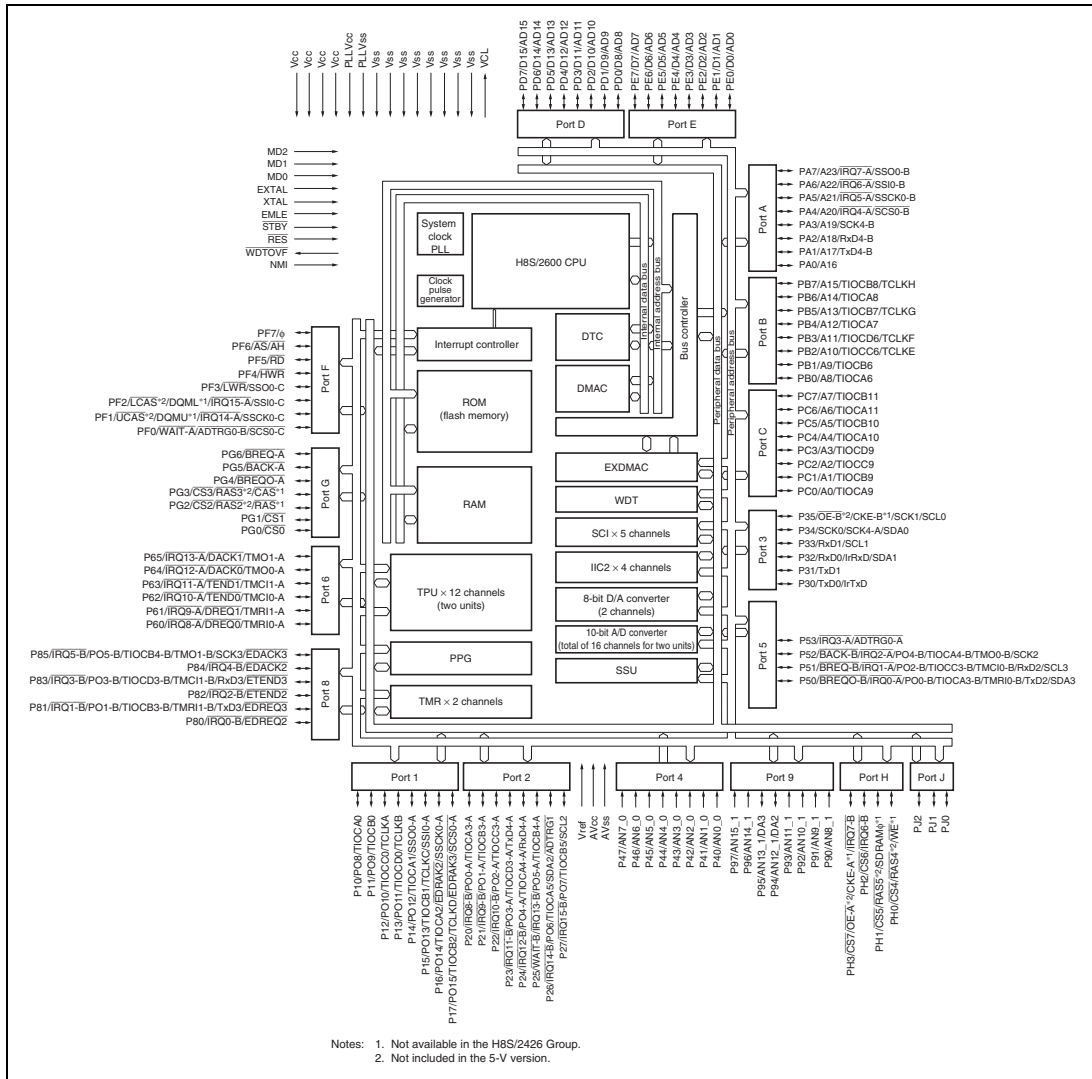 Vcc
Vcc
Vcc
Vcc
PLLVcc
PLLVss
Vss
Vss
Vss
Vss
Vss
Vss
Vss
Vss
VCL
PD7/D15/AD15
PD6/D14/AD14
PD5/D13/AD13
PD4/D12/AD12
PD3/D11/AD11
PD2/D10/AD10
PD1/D9/AD9
PD0/D8/AD8
PE7/D7/AD7
PE6/D6/AD6
PE5/D5/AD5
PE4/D4/AD4
PE3/D3/AD3
PE2/D2/AD2
PE1/D1/AD1
PE0/D0/AD0
Port D
Port E
MD2
MD1
MD0
EXTAL
XTAL
EMLE
STBY
RES
WDTOVF
NMI
System clock PLL
Clock pulse generator
H8S/2600 CPU
Interrupt controller
ROM
(flash memory)
RAM
TPU × 12 channels
(two units)
PPG
TMR × 2 channels
DTC
DMAC
Internal data bus
Internal address bus
Bus controller
Peripheral data bus
Peripheral address bus
EXDMAC
WDT
SCI × 5 channels
IIC2 × 4 channels
8-bit D/A converter
(2 channels)
10-bit A/D converter
(total of 16 channels for two units)
SSU
Port A
PA7/A23/IRQ7-A/SSO0-B
PA6/A22/IRQ6-A/SSI0-B
PA5/A21/IRQ5-A/SSCK0-B
PA4/A20/IRQ4-A/SCS0-B
PA3/A19/SCK4-B
PA2/A18/RxD4-B
PA1/A17/TxD4-B
PA0/A16
Port B
PB7/A15/TIOCB8/TCLKH
PB6/A14/TIOCA8
PB5/A13/TIOCB7/TCLKG
PB4/A12/TIOCA7
PB3/A11/TIOCD6/TCLKF
PB2/A10/TIOCC6/TCLKE
PB1/A9/TIOCB6
PB0/A8/TIOCA6
Port C
PC7/A7/TIOCB11
PC6/A6/TIOCA11
PC5/A5/TIOCB10
PC4/A4/TIOCA10
PC3/A3/TIOCD9
PC2/A2/TIOCC9
PC1/A1/TIOCB9
PC0/A0/TIOCA9
Port 3
P35/OE-B*2/CKE-B*1/SCK1/SCL0
P34/SCK0/SCK4-A/SDA0
P33/RxD1/SCL1
P32/RxD0/IrRxD/SDA1
P31/TxD1
P30/TxD0/IrTxD
Port 5
P53/IRQ3-A/ADTRG0-A
P52/BACK-B/IRQ2-A/PO4-B/TIOCA4-B/TMO0-B/SCK2
P51/BREQ-B/IRQ1-A/PO2-B/TIOCC3-B/TMCI0-B/RxD2/SCL3
P50/BREQO-B/IRQ0-A/PO0-B/TIOCA3-B/TMRI0-B/TxD2/SDA3
PF7/ϕ
PF6/AS/AH
PF5/RD
PF4/HWR
PF3/LWR/SSO0-C
PF2/LCAS*2/DQML*1/IRQ15-A/SSI0-C
PF1/UCAS*2/DQMU*1/IRQ14-A/SSCK0-C
PF0/WAIT-A/ADTRG0-B/SCS0-C
Port F
PG6/BREQ-A
PG5/BACK-A
PG4/BREQO-A
PG3/CS3/RAS3*2/CAS*1
PG2/CS2/RAS2*2/RAS*1
PG1/CS1
PG0/CS0
Port G
P65/IRQ13-A/DACK1/TMO1-A
P64/IRQ12-A/DACK0/TMO0-A
P63/IRQ11-A/TEND1/TMCI1-A
P62/IRQ10-A/TEND0/TMCI0-A
P61/IRQ9-A/DREQ1/TMRI1-A
P60/IRQ8-A/DREQ0/TMRI0-A
Port 6
P85/IRQ5-B/PO5-B/TIOCB4-B/TMO1-B/SCK3/EDACK3
P84/IRQ4-B/EDACK2
P83/IRQ3-B/PO3-B/TIOCD3-B/TMCI1-B/RxD3/ETEND3
P82/IRQ2-B/ETEND2
P81/IRQ1-B/PO1-B/TIOCB3-B/TMRI1-B/TxD3/EDREQ3
P80/IRQ0-B/EDREQ2
Port 8
Port 1
Port 2
Port 4
Port 9
Port H
Port J
P10/PO8/TIOCA0
P11/PO9/TIOCB0
P12/PO10/TIOCC0/TCLKA
P13/PO11/TIOCD0/TCLKB
P14/PO12/TIOCA1/SSO0-A
P15/PO13/TIOCB1/TCLKC/SSI0-A
P16/PO14/TIOCA2/EDRAK2/SSCK0-A
P17/PO15/TIOCB2/TCLKD/EDRAK3/SCS0-A
P20/IRQ8-B/PO0-A/TIOCA3-A
P21/IRQ9-B/PO1-A/TIOCB3-A
P22/IRQ10-B/PO2-A/TIOCC3-A
P23/IRQ11-B/PO3-A/TIOCD3-A/TxD4-A
P24/IRQ12-B/PO4-A/TIOCA4-A/RxD4-A
P25/WAIT-B/IRQ13-B/PO5-A/TIOCB4-A
P26/IRQ14-B/PO6/TIOCA5/SDA2/ADTRG1
P27/IRQ15-B/PO7/TIOCB5/SCL2
Vref
AVcc
AVss
P47/AN7_0
P46/AN6_0
P45/AN5_0
P44/AN4_0
P43/AN3_0
P42/AN2_0
P41/AN1_0
P40/AN0_0
P97/AN15_1
P96/AN14_1
P95/AN13_1/DA3
P94/AN12_1/DA2
P93/AN11_1
P92/AN10_1
P91/AN9_1
P90/AN8_1
PH3/CS7/OE-A*2/CKE-A*1/IRQ7-B
PH2/CS6/IRQ6-B
PH1/CS5/RAS5*2/SDRAMϕ*1
PH0/CS4/RAS4*2/WE*1
PJ2
PJ1
PJ0
Notes: 1. Not available in the H8S/2426 Group.
2. Not included in the 5-V version.